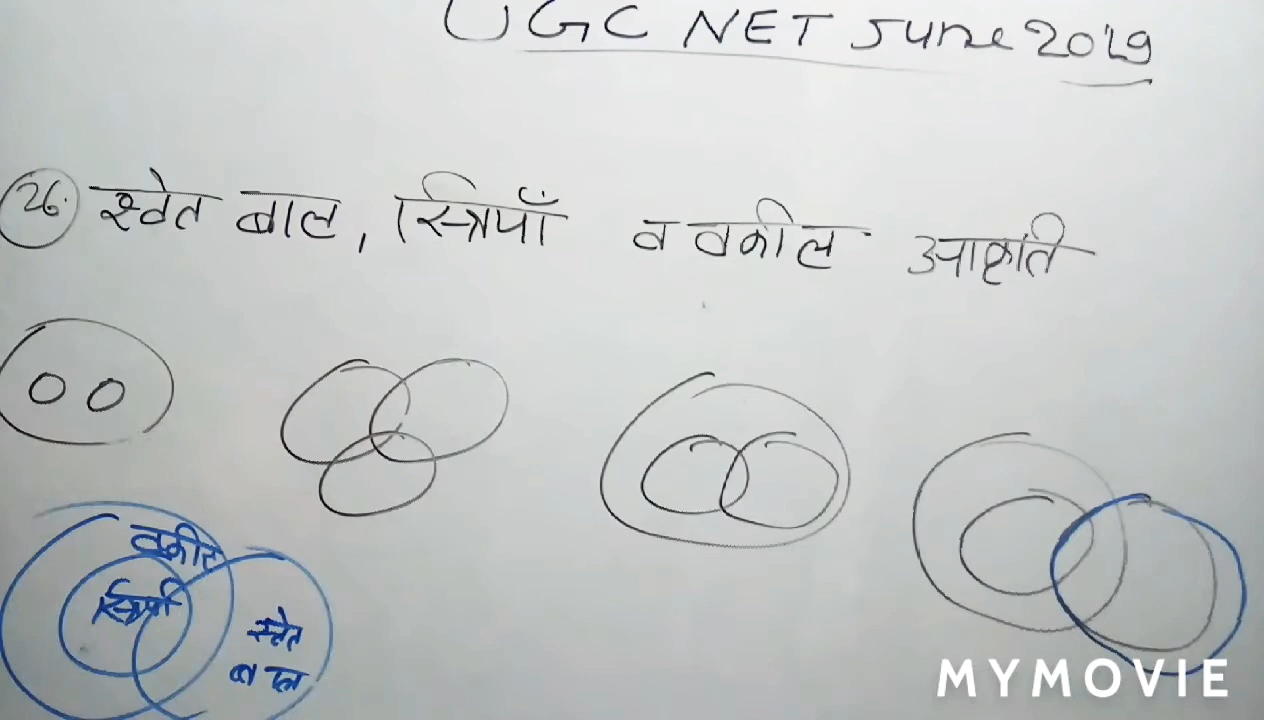 UGC NET June 2019
26. श्वेत बाल, स्त्रियाँ व वकील आकृति
वकील
स्त्रियाँ
श्वेत
बाल
MYMOVIE